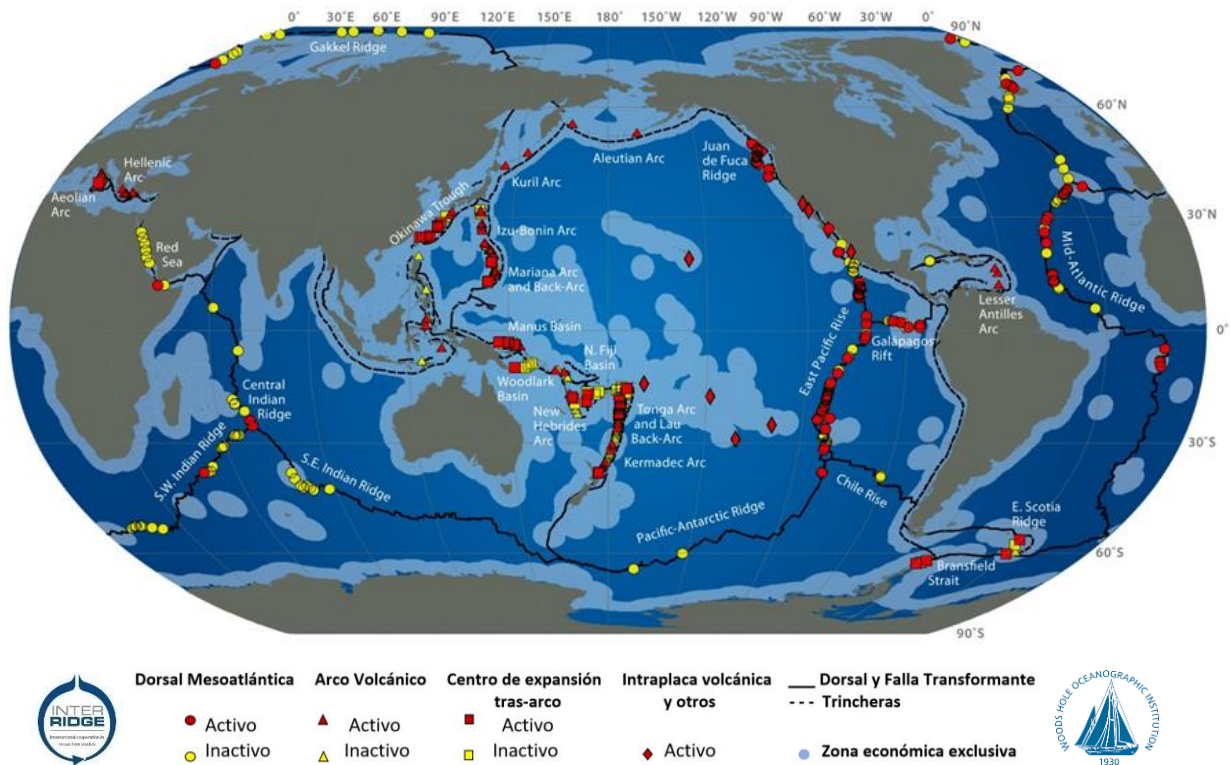 0° 30°E 60°E 90°E 120°E 150°E 180° 150°W 120°W 90°W 60°W 30°W 0°
90°N
Gakkel Ridge
60°N
Aleutian Arc
Juan
de Fuca
Ridge
Hellenic
Arc
Aeolian
Arc
Kuril Arc
Okinawa Trough
30°N
Izu-Bonin Arc
Red
Sea
Mid-Atlantic Ridge
Mariana Arc
and Back-Arc
Lesser
Antilles
Arc
Manus Basin
0°
Galapagos
Rift
East Pacific Rise
N. Fiji
Basin
Woodlark
Basin
Central
Indian
Ridge
New
Hebrides
Arc
Tonga Arc
and Lau
Back-Arc
30°S
S.W. Indian Ridge
S.E. Indian Ridge
Kermadec Arc
Chile Rise
Pacific-Antarctic Ridge
E. Scotia
Ridge
60°S
Bransfield
Strait
90°S
INTER
RIDGE
International cooperation in
Dorsal Mesoatlántica
Activo
Inactivo
Arco Volcánico
Activo
Inactivo
Centro de expansión
tras-arco
Activo
Inactivo
Intraplaca volcánica
y otros
Activo
Dorsal y Falla Transformante
Trincheras
Zona económica exclusiva
WOODS HOLE OCEANOGRAPHIC INSTITUTION
1930